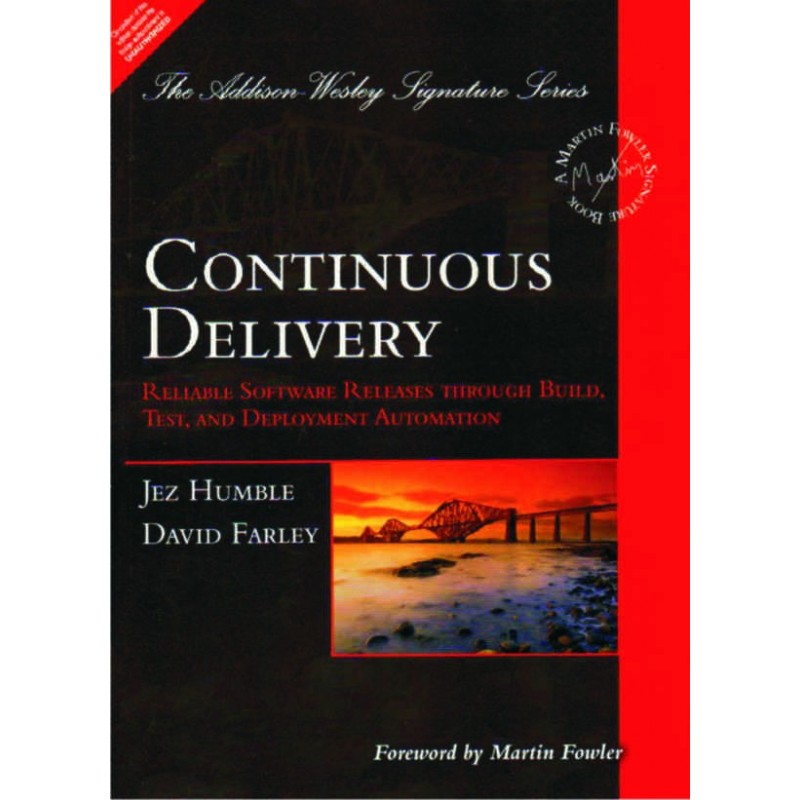 The Addison-Wesley Signature Series
A MARTIN FOWLER SIGNATURE BOOK
Martin
CONTINUOUS
DELIVERY
RELIABLE SOFTWARE RELEASES THROUGH BUILD,
TEST, AND DEPLOYMENT AUTOMATION
JEZ HUMBLE
DAVID FARLEY
Foreword by Martin Fowler